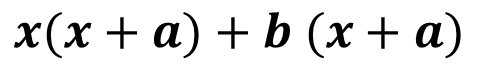 x(x + a) + b (x + a)